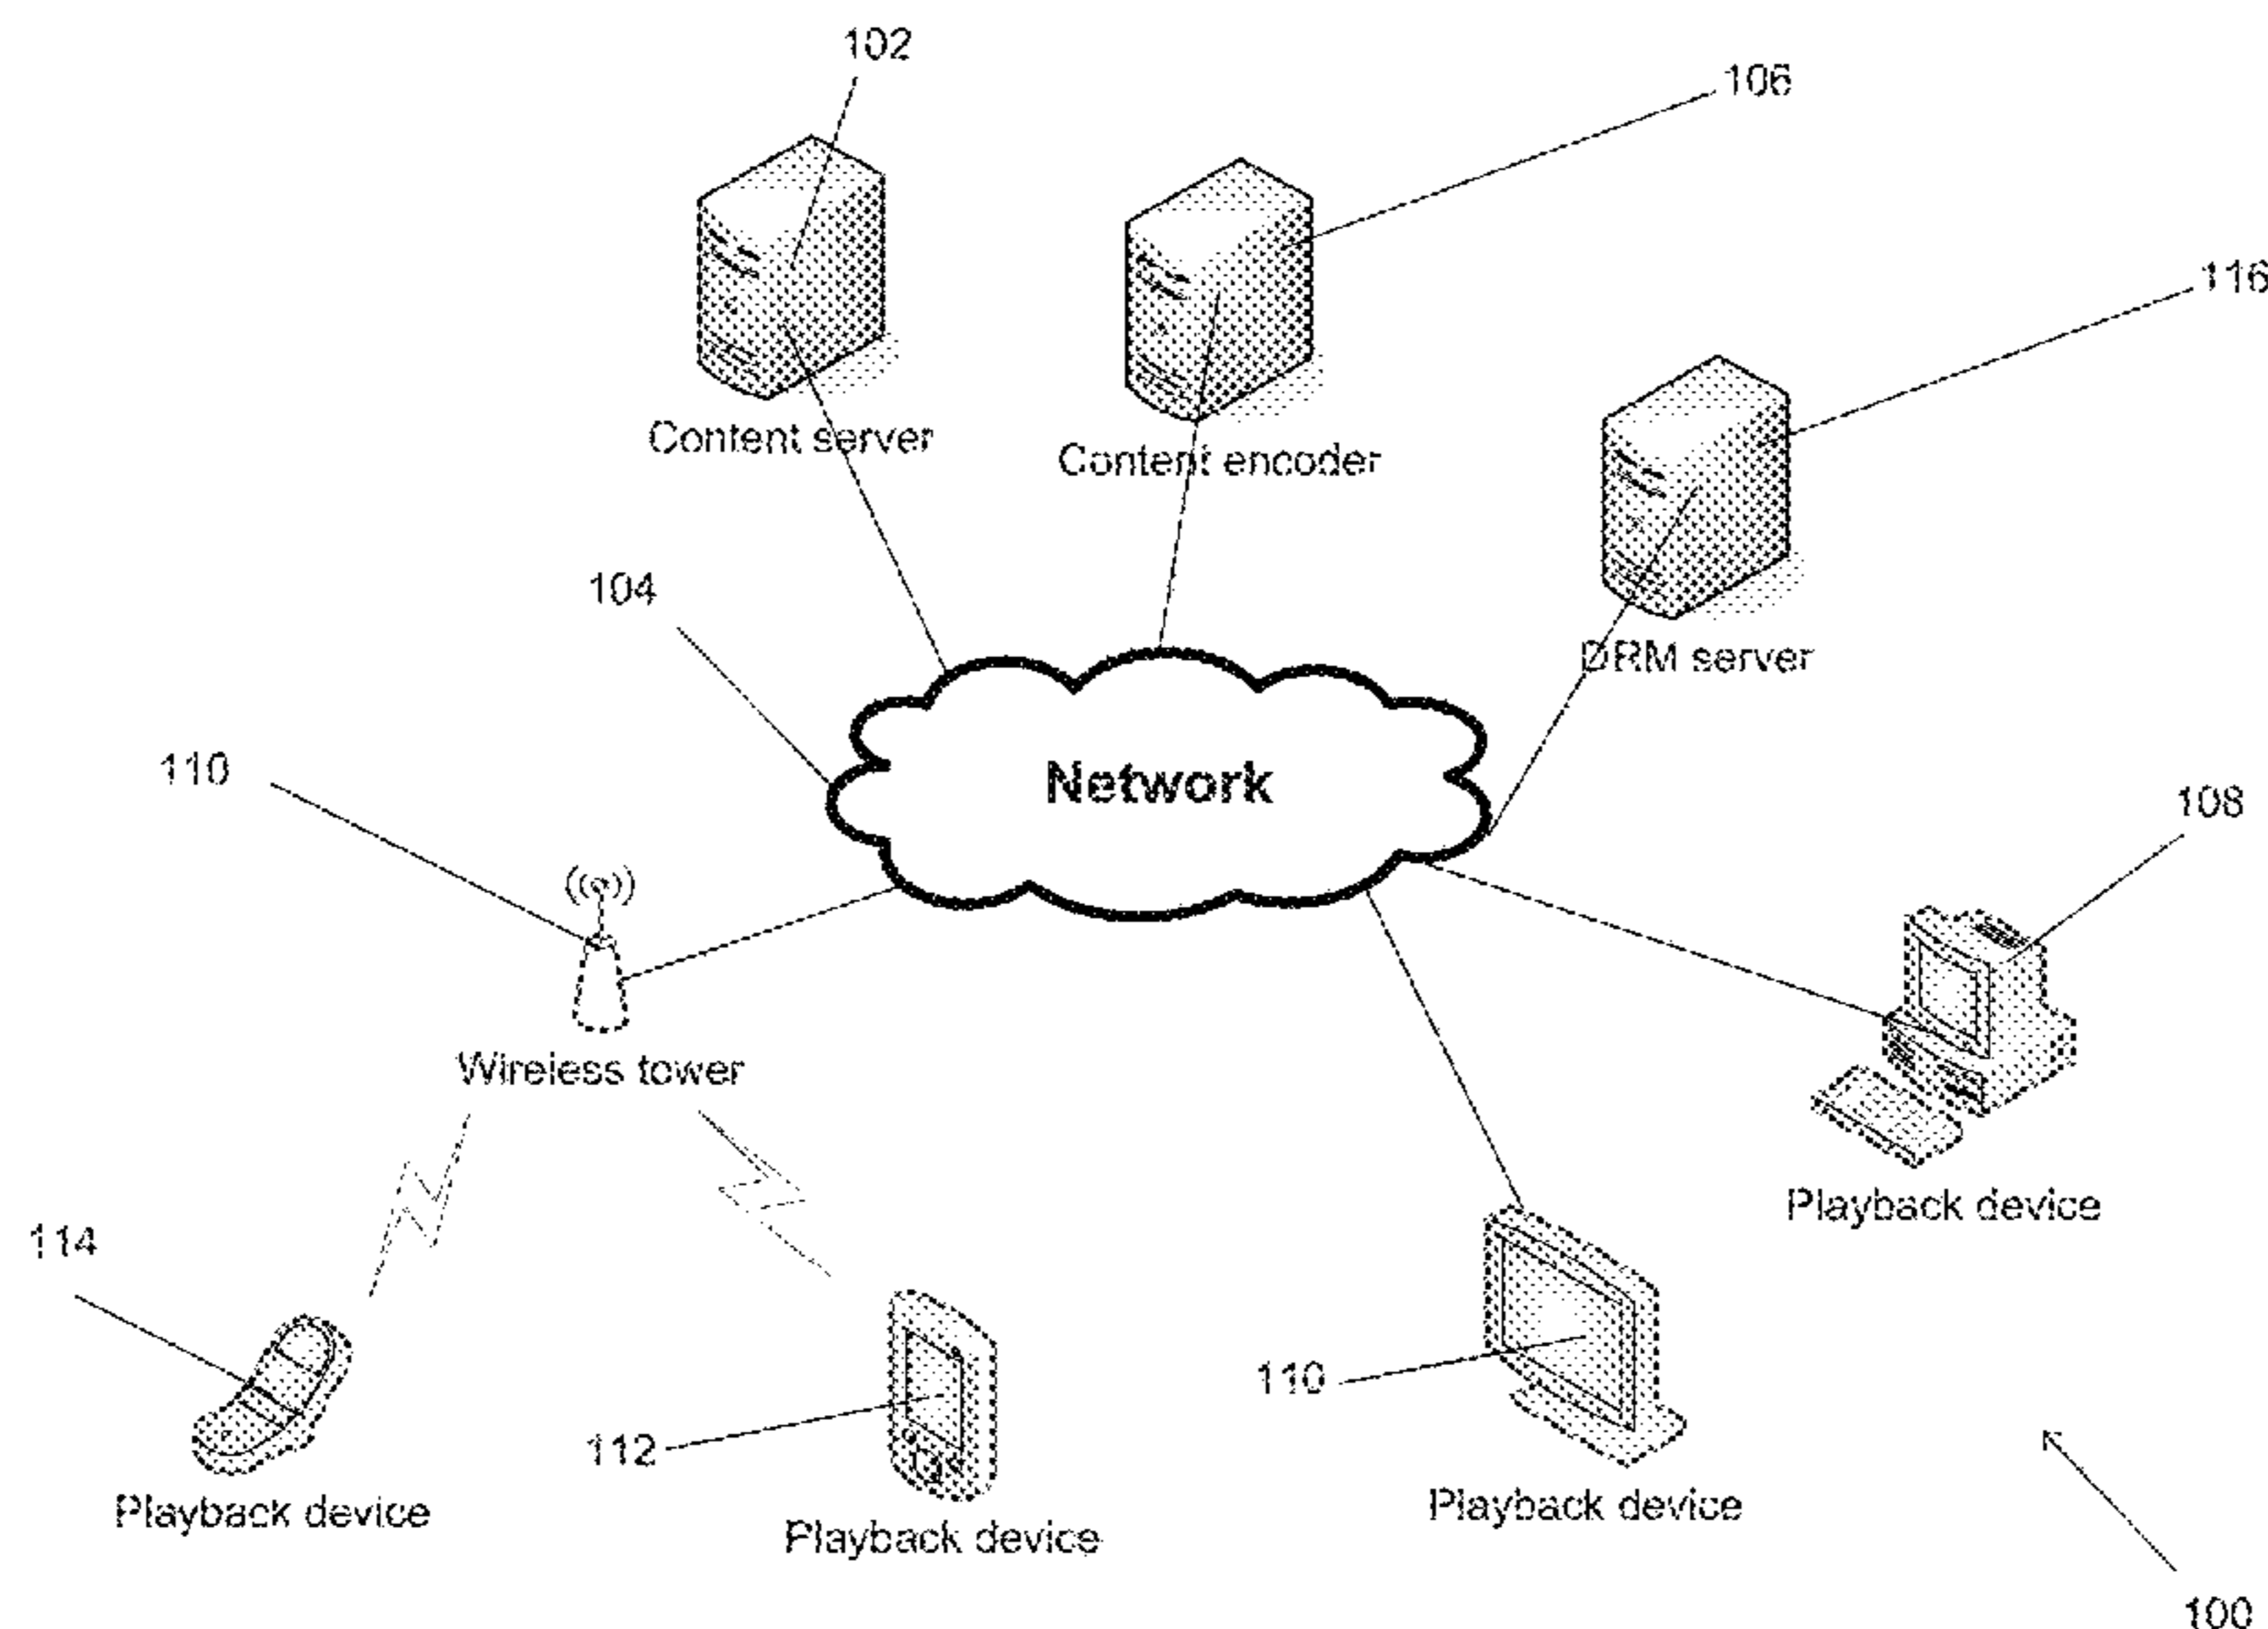 102
106
116
Content server
Content encoder
104
DRM server
110
Network
108
Wireless tower
Playback device
114
110
112
Playback device
Playback device
Playback device
100